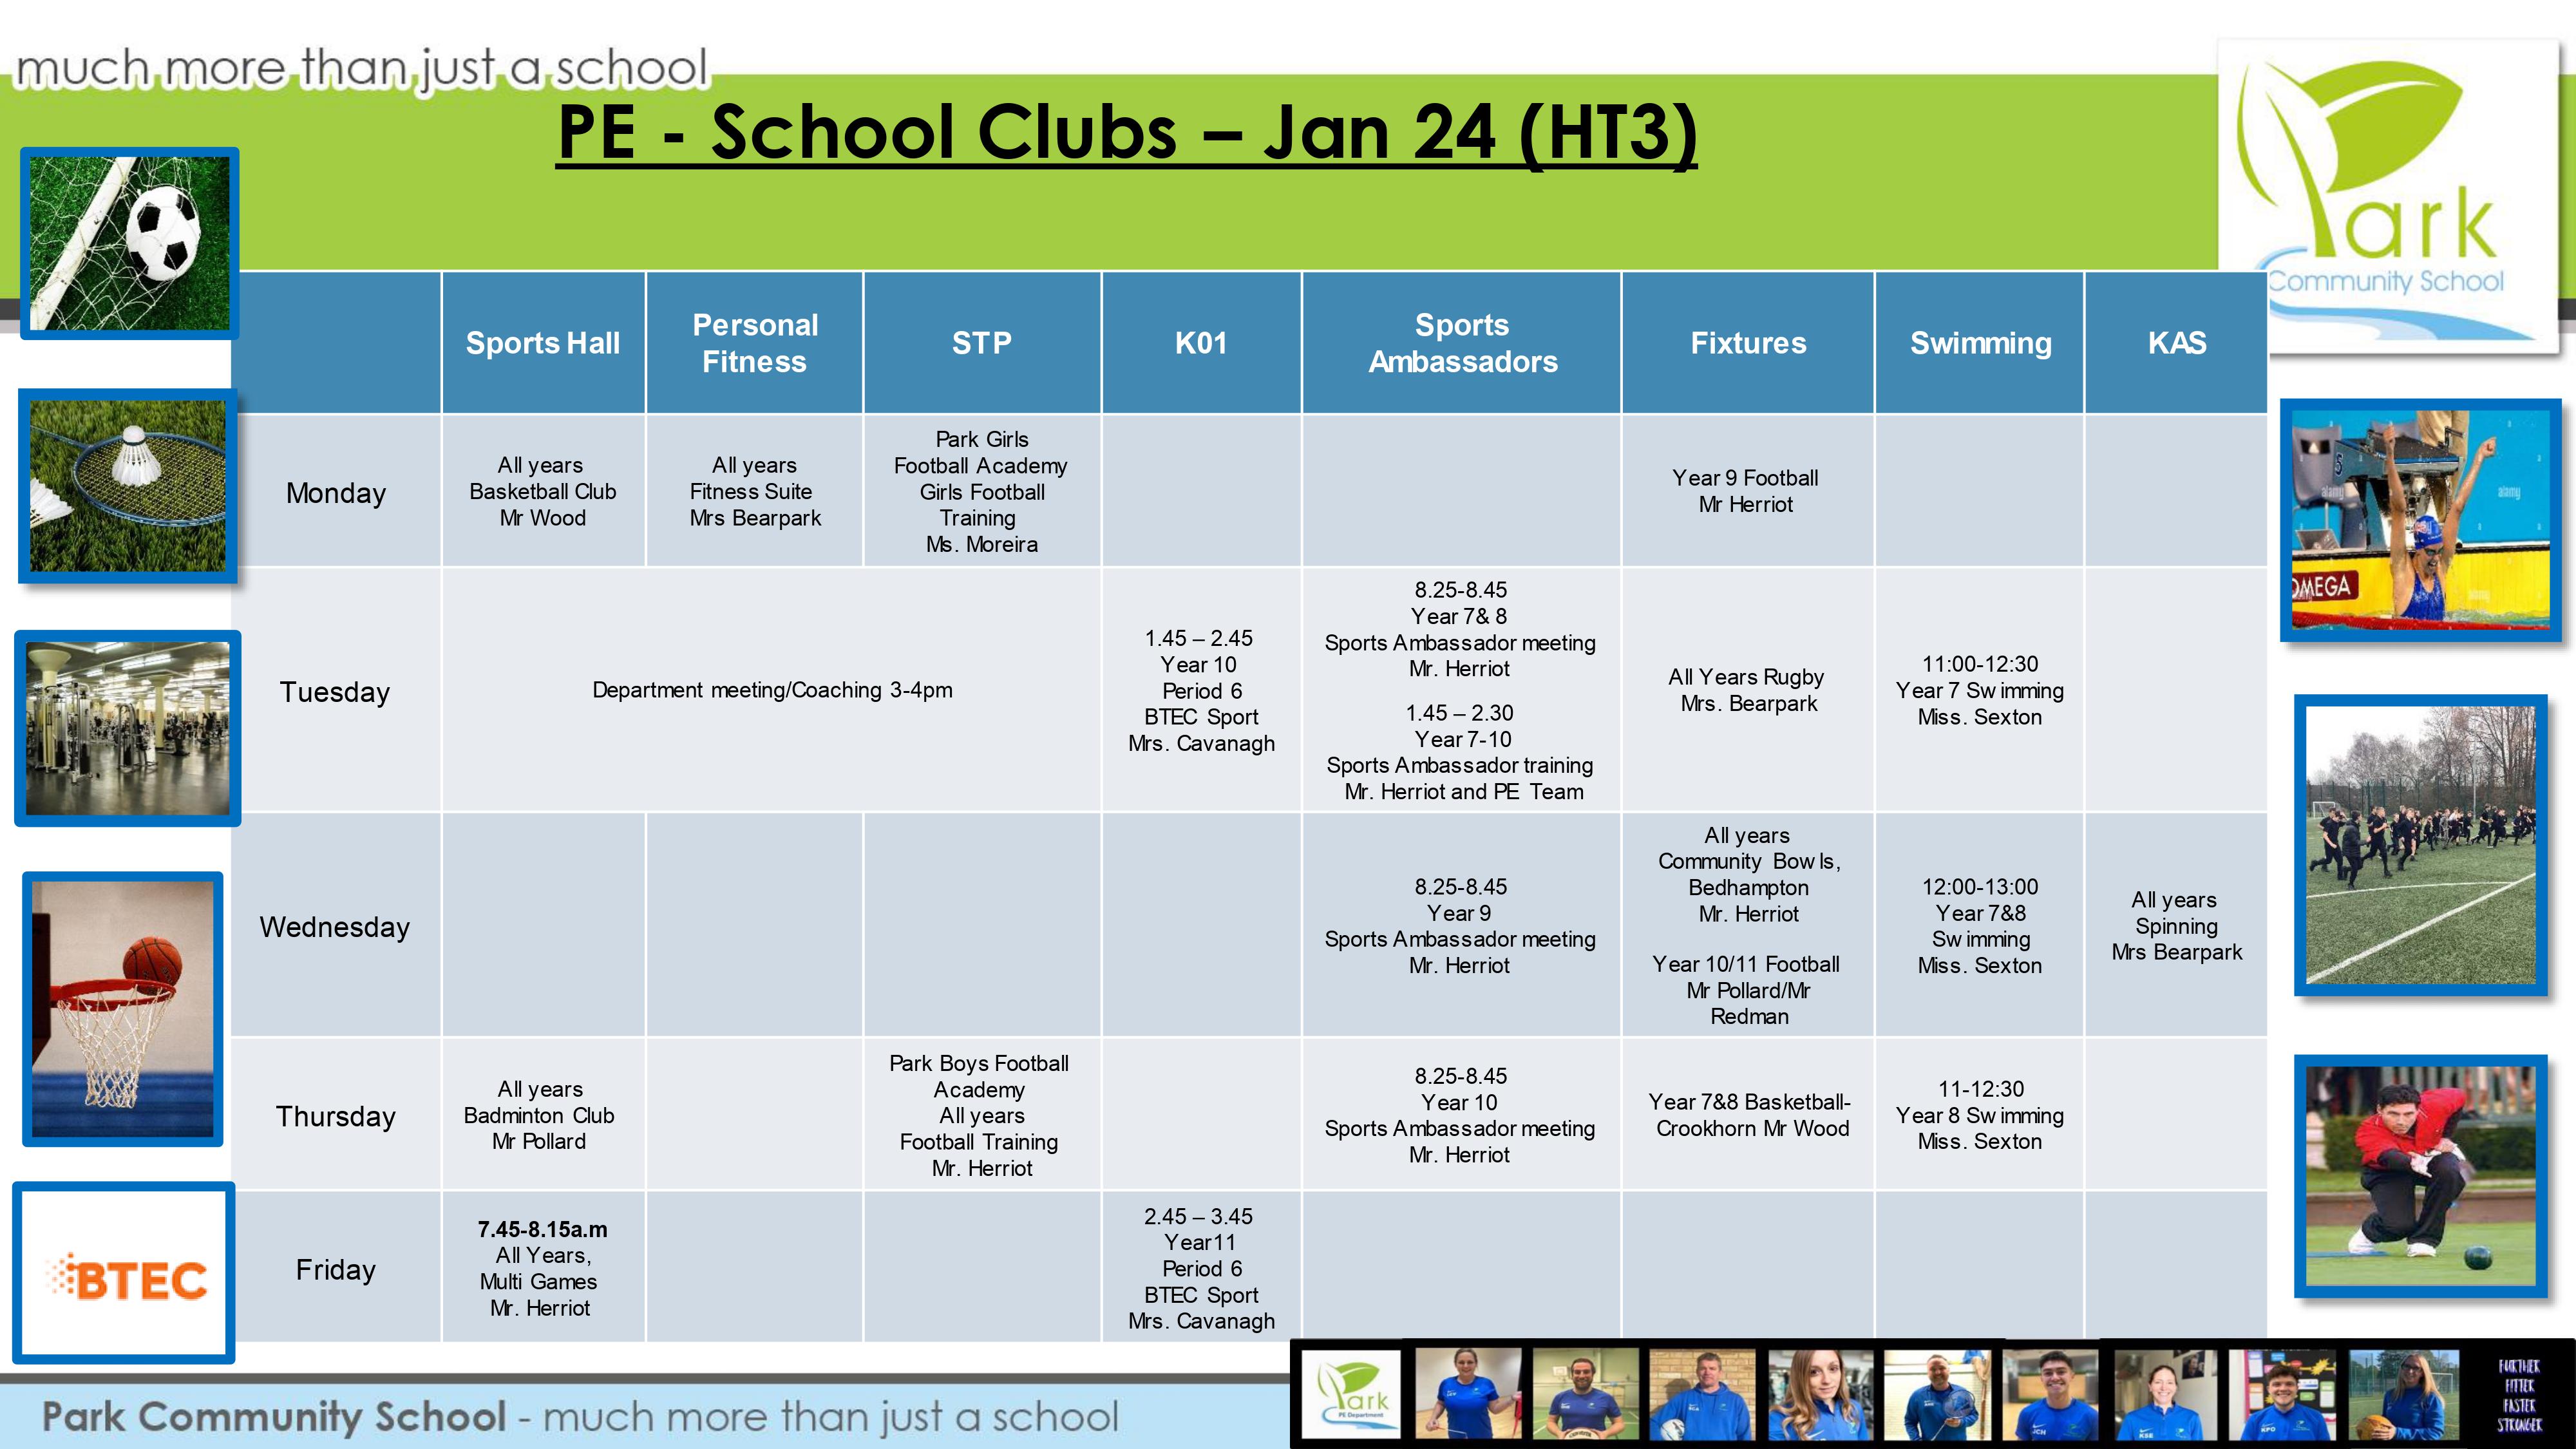 much more than just a school
PE - School Clubs – Jan 24 (HT3)
Park
Community School
Sports Hall
Personal
Fitness
STP
K01
Sports
Ambassadors
Fixtures
Swimming
KAS
Monday
All years
Basketball Club
Mr Wood
All years
Fitness Suite
Mrs Bearpark
Park Girls
Football Academy
Girls Football
Training
Ms. Moreira
Year 9 Football
Mr Herriot
Tuesday
Department meeting/Coaching 3-4pm
1.45 – 2.45
Year 10
Period 6
BTEC Sport
Mrs. Cavanagh
8.25-8.45
Year 7& 8
Sports Ambassador meeting
Mr. Herriot
1.45 – 2.30
Year 7-10
Sports Ambassador training
Mr. Herriot and PE Team
All Years Rugby
Mrs. Bearpark
11:00-12:30
Year 7 Swimming
Miss. Sexton
Wednesday
8.25-8.45
Year 9
Sports Ambassador meeting
Mr. Herriot
All years
Community Bowls,
Bedhampton
Mr. Herriot
Year 10/11 Football
Mr Pollard/Mr
Redman
12:00-13:00
Year 7&8
Swimming
Miss. Sexton
All years
Spinning
Mrs Bearpark
Thursday
All years
Badminton Club
Mr Pollard
Park Boys Football
Academy
All years
Football Training
Mr. Herriot
8.25-8.45
Year 10
Sports Ambassador meeting
Mr. Herriot
Year 7&8 Basketball-
Crookhorn Mr Wood
11-12:30
Year 8 Swimming
Miss. Sexton
Friday
7.45-8.15a.m
All Years,
Multi Games
Mr. Herriot
2.45 – 3.45
Year11
Period 6
BTEC Sport
Mrs. Cavanagh
OMEGA
alamy
alamy
BTEC
Park Community School - much more than just a school
Park
PE Department
FURTHER
FITTER
FASTER
STRONGER